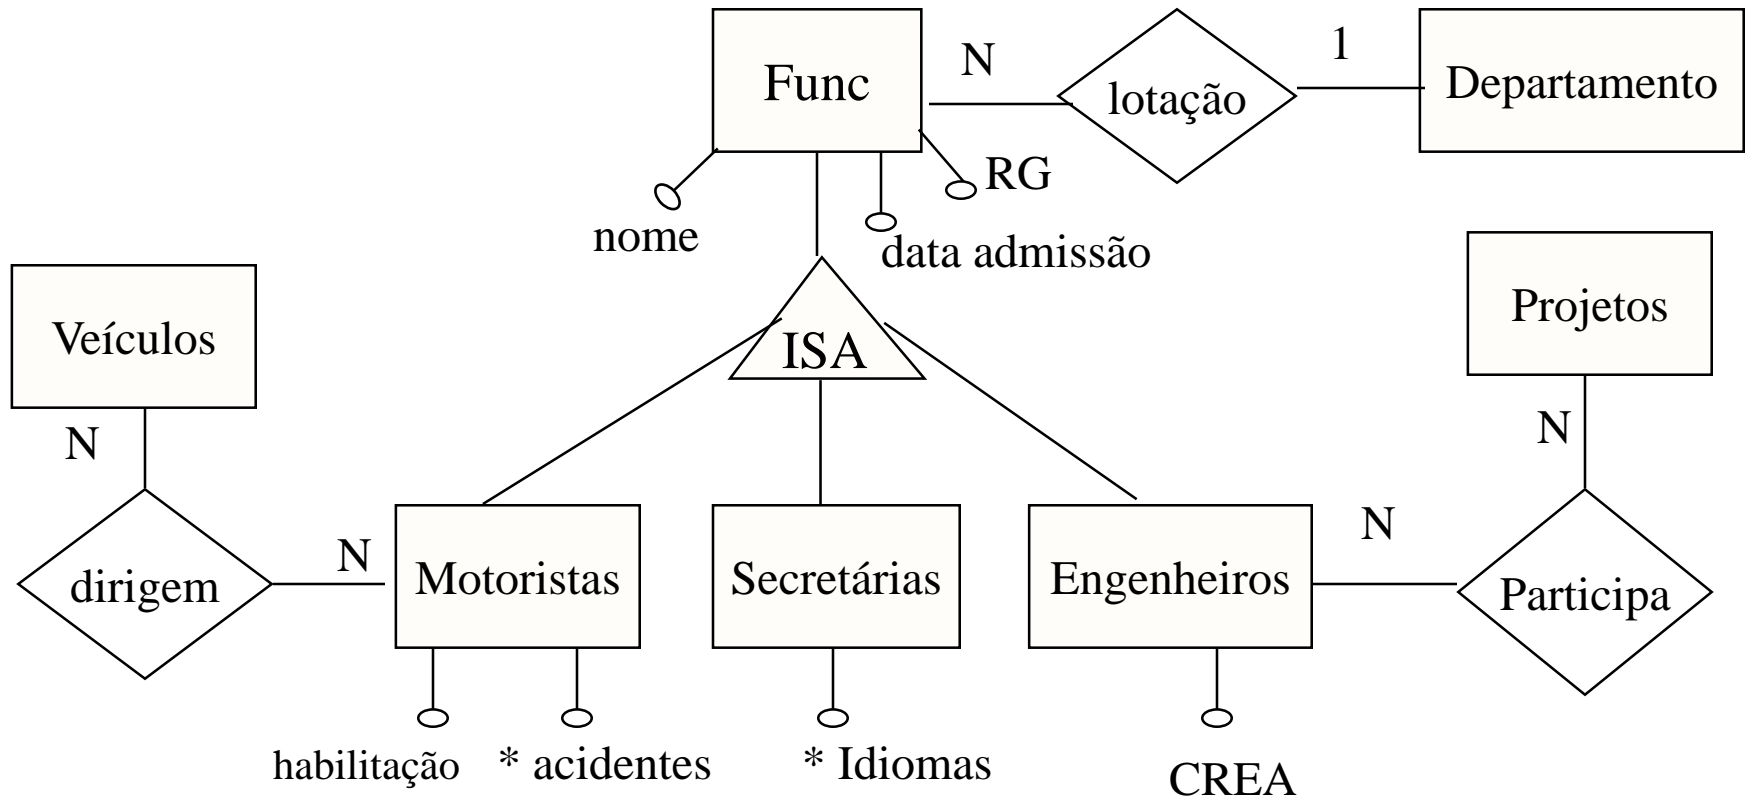 Func
N
lotação
1
Departamento
RG
nome
data admissão
Veículos
ISA
Projetos
N
N
dirigem
N
Motoristas
Secretárias
Engenheiros
N
Participa
habilitação
* acidentes
* Idiomas
CREA